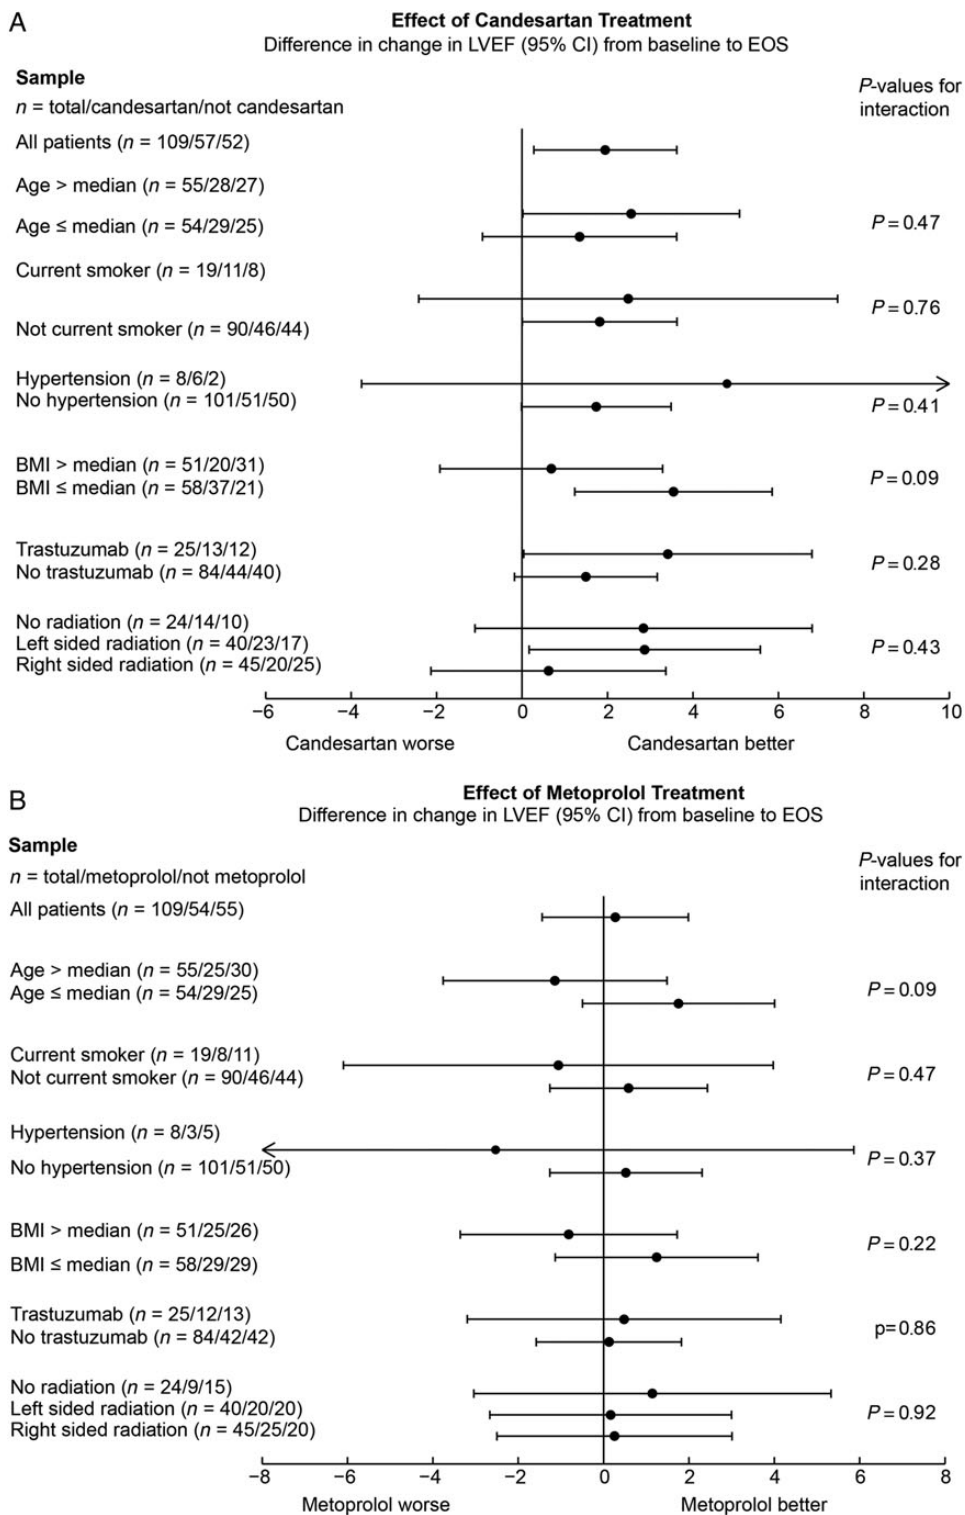 A
Effect of Candesartan Treatment
Difference in change in LVEF (95% CI) from baseline to EOS
Sample
P-values for
interaction
n = total/candesartan/not candesartan
All patients (n = 109/57/52)
Age > median (n = 55/28/27)
Age ≤ median (n = 54/29/25)
P = 0.47
Current smoker (n = 19/11/8)
P = 0.76
Not current smoker (n = 90/46/44)
Hypertension (n = 8/6/2)
No hypertension (n = 101/51/50)
P = 0.41
BMI > median (n = 51/20/31)
P = 0.09
BMI ≤ median (n = 58/37/21)
Trastuzumab (n = 25/13/12)
P = 0.28
No trastuzumab (n = 84/44/40)
No radiation (n = 24/14/10)
Left sided radiation (n = 40/23/17)
P = 0.43
Right sided radiation (n = 45/20/25)
−6 −4 −2 0 2 4 6 8 10
Candesartan worse Candesartan better
B
Effect of Metoprolol Treatment
Difference in change in LVEF (95% CI) from baseline to EOS
Sample
P-values for
interaction
n = total/metoprolol/not metoprolol
All patients (n = 109/54/55)
Age > median (n = 55/25/30)
Age ≤ median (n = 54/29/25)
P = 0.09
Current smoker (n = 19/8/11)
P = 0.47
Not current smoker (n = 90/46/44)
Hypertension (n = 8/3/5)
P = 0.37
No hypertension (n = 101/51/50)
BMI > median (n = 51/25/26)
P = 0.22
BMI ≤ median (n = 58/29/29)
Trastuzumab (n = 25/12/13)
p=0.86
No trastuzumab (n = 84/42/42)
No radiation (n = 24/9/15)
Left sided radiation (n = 40/20/20)
P = 0.92
Right sided radiation (n = 45/25/20)
−8 −6 −4 −2 0 2 4 6 8
Metoprolol worse Metoprolol better